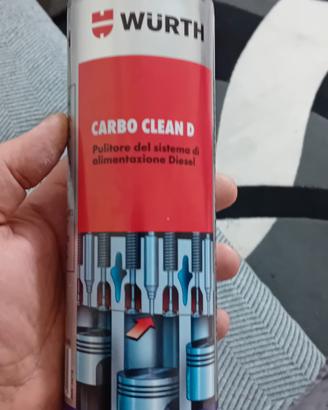 WÜRTH
CARBO CLEAN D
Pulitore del sistema di
alimentazione Diesel